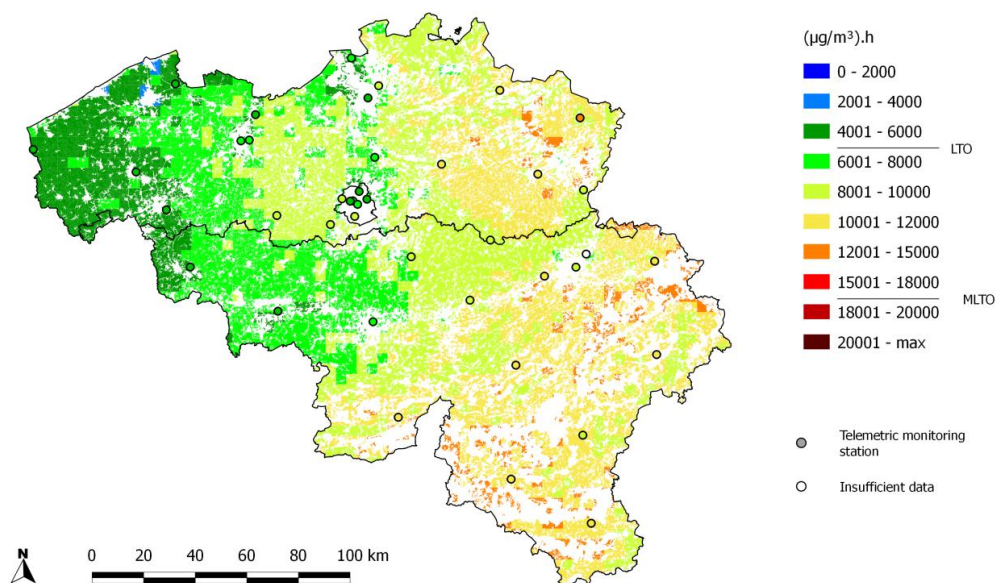 (µg/m³).h
0 - 2000
2001 - 4000
4001 - 6000
LTO
6001 - 8000
8001 - 10000
10001 - 12000
12001 - 15000
15001 - 18000
MLTO
18001 - 20000
20001 - max
Telemetric monitoring
station
Insufficient data
N
0 20 40 60 80 100 km